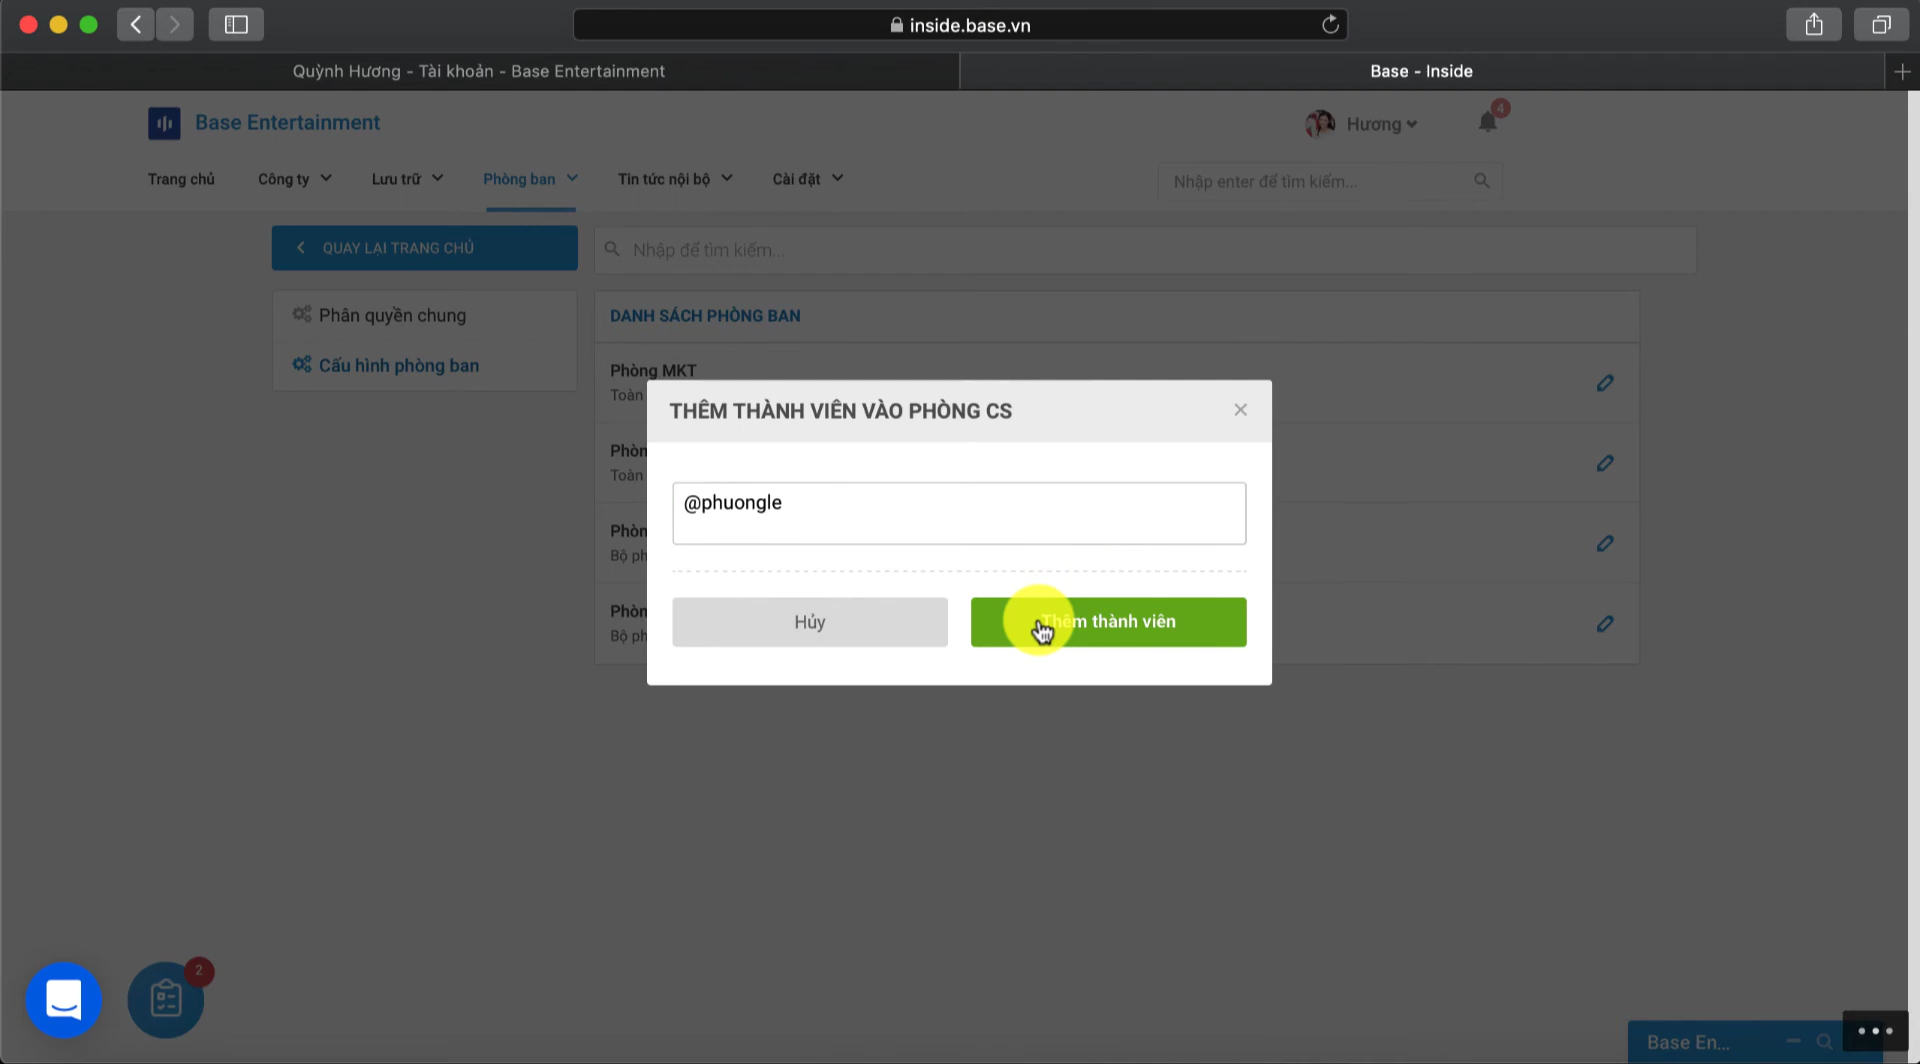 inside.base.vn
Quỳnh Hương - Tài khoản - Base Entertainment
Base - Inside
Base Entertainment
Hương
4
Trang chủ
Công ty
Lưu trữ
Phòng ban
Tin tức nội bộ
Cài đặt
Nhập enter để tìm kiếm...
QUAY LẠI TRANG CHỦ
Nhập để tìm kiếm...
Phân quyền chung
Cấu hình phòng ban
DANH SÁCH PHÒNG BAN
Phòng MKT
Toàn
Phòn
Toàn
Phòn
Bộ ph
Phòn
Bộ ph
THÊM THÀNH VIÊN VÀO PHÒNG CS
@phuongle
Hủy
Thêm thành viên
2
Base En...